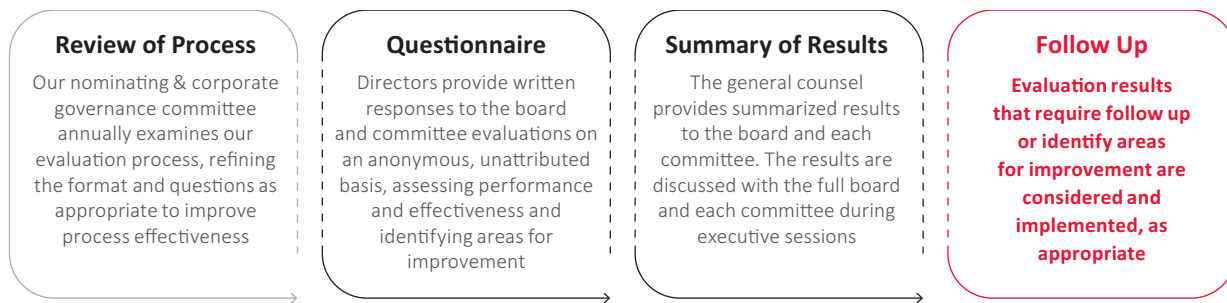 Review of Process
Our nominating & corporate
governance committee
annually examines our
evaluation process, refining
the format and questions as
appropriate to improve
process effectiveness
Questionnaire
Directors provide written
responses to the board
and committee evaluations on
an anonymous, unattributed
basis, assessing performance
and effectiveness and
identifying areas for
improvement
Summary of Results
The general counsel
provides summarized results
to the board and each
committee. The results are
discussed with the full board
and each committee during
executive sessions
Follow Up
Evaluation results
that require follow up
or identify areas
for improvement are
considered and
implemented, as
appropriate